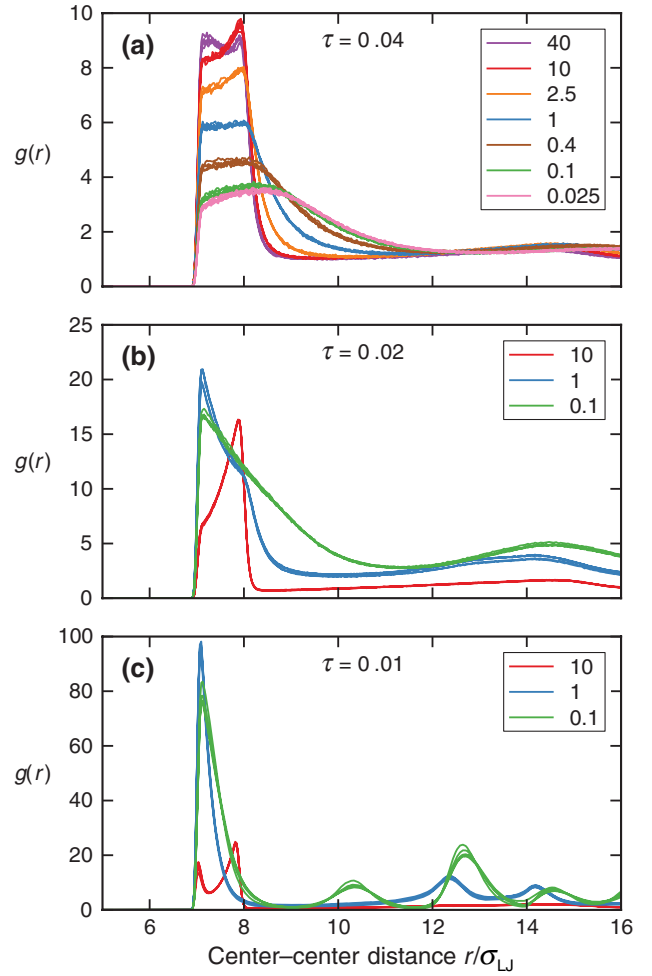 (a)
τ = 0.04
10
8
6
4
2
0
g(r)
40
10
2.5
1
0.4
0.1
0.025
(b)
τ = 0.02
25
20
15
10
5
0
g(r)
10
1
0.1
(c)
τ = 0.01
100
80
60
40
20
0
g(r)
10
1
0.1
6 8 10 12 14 16
Center–center distance r/σLJ